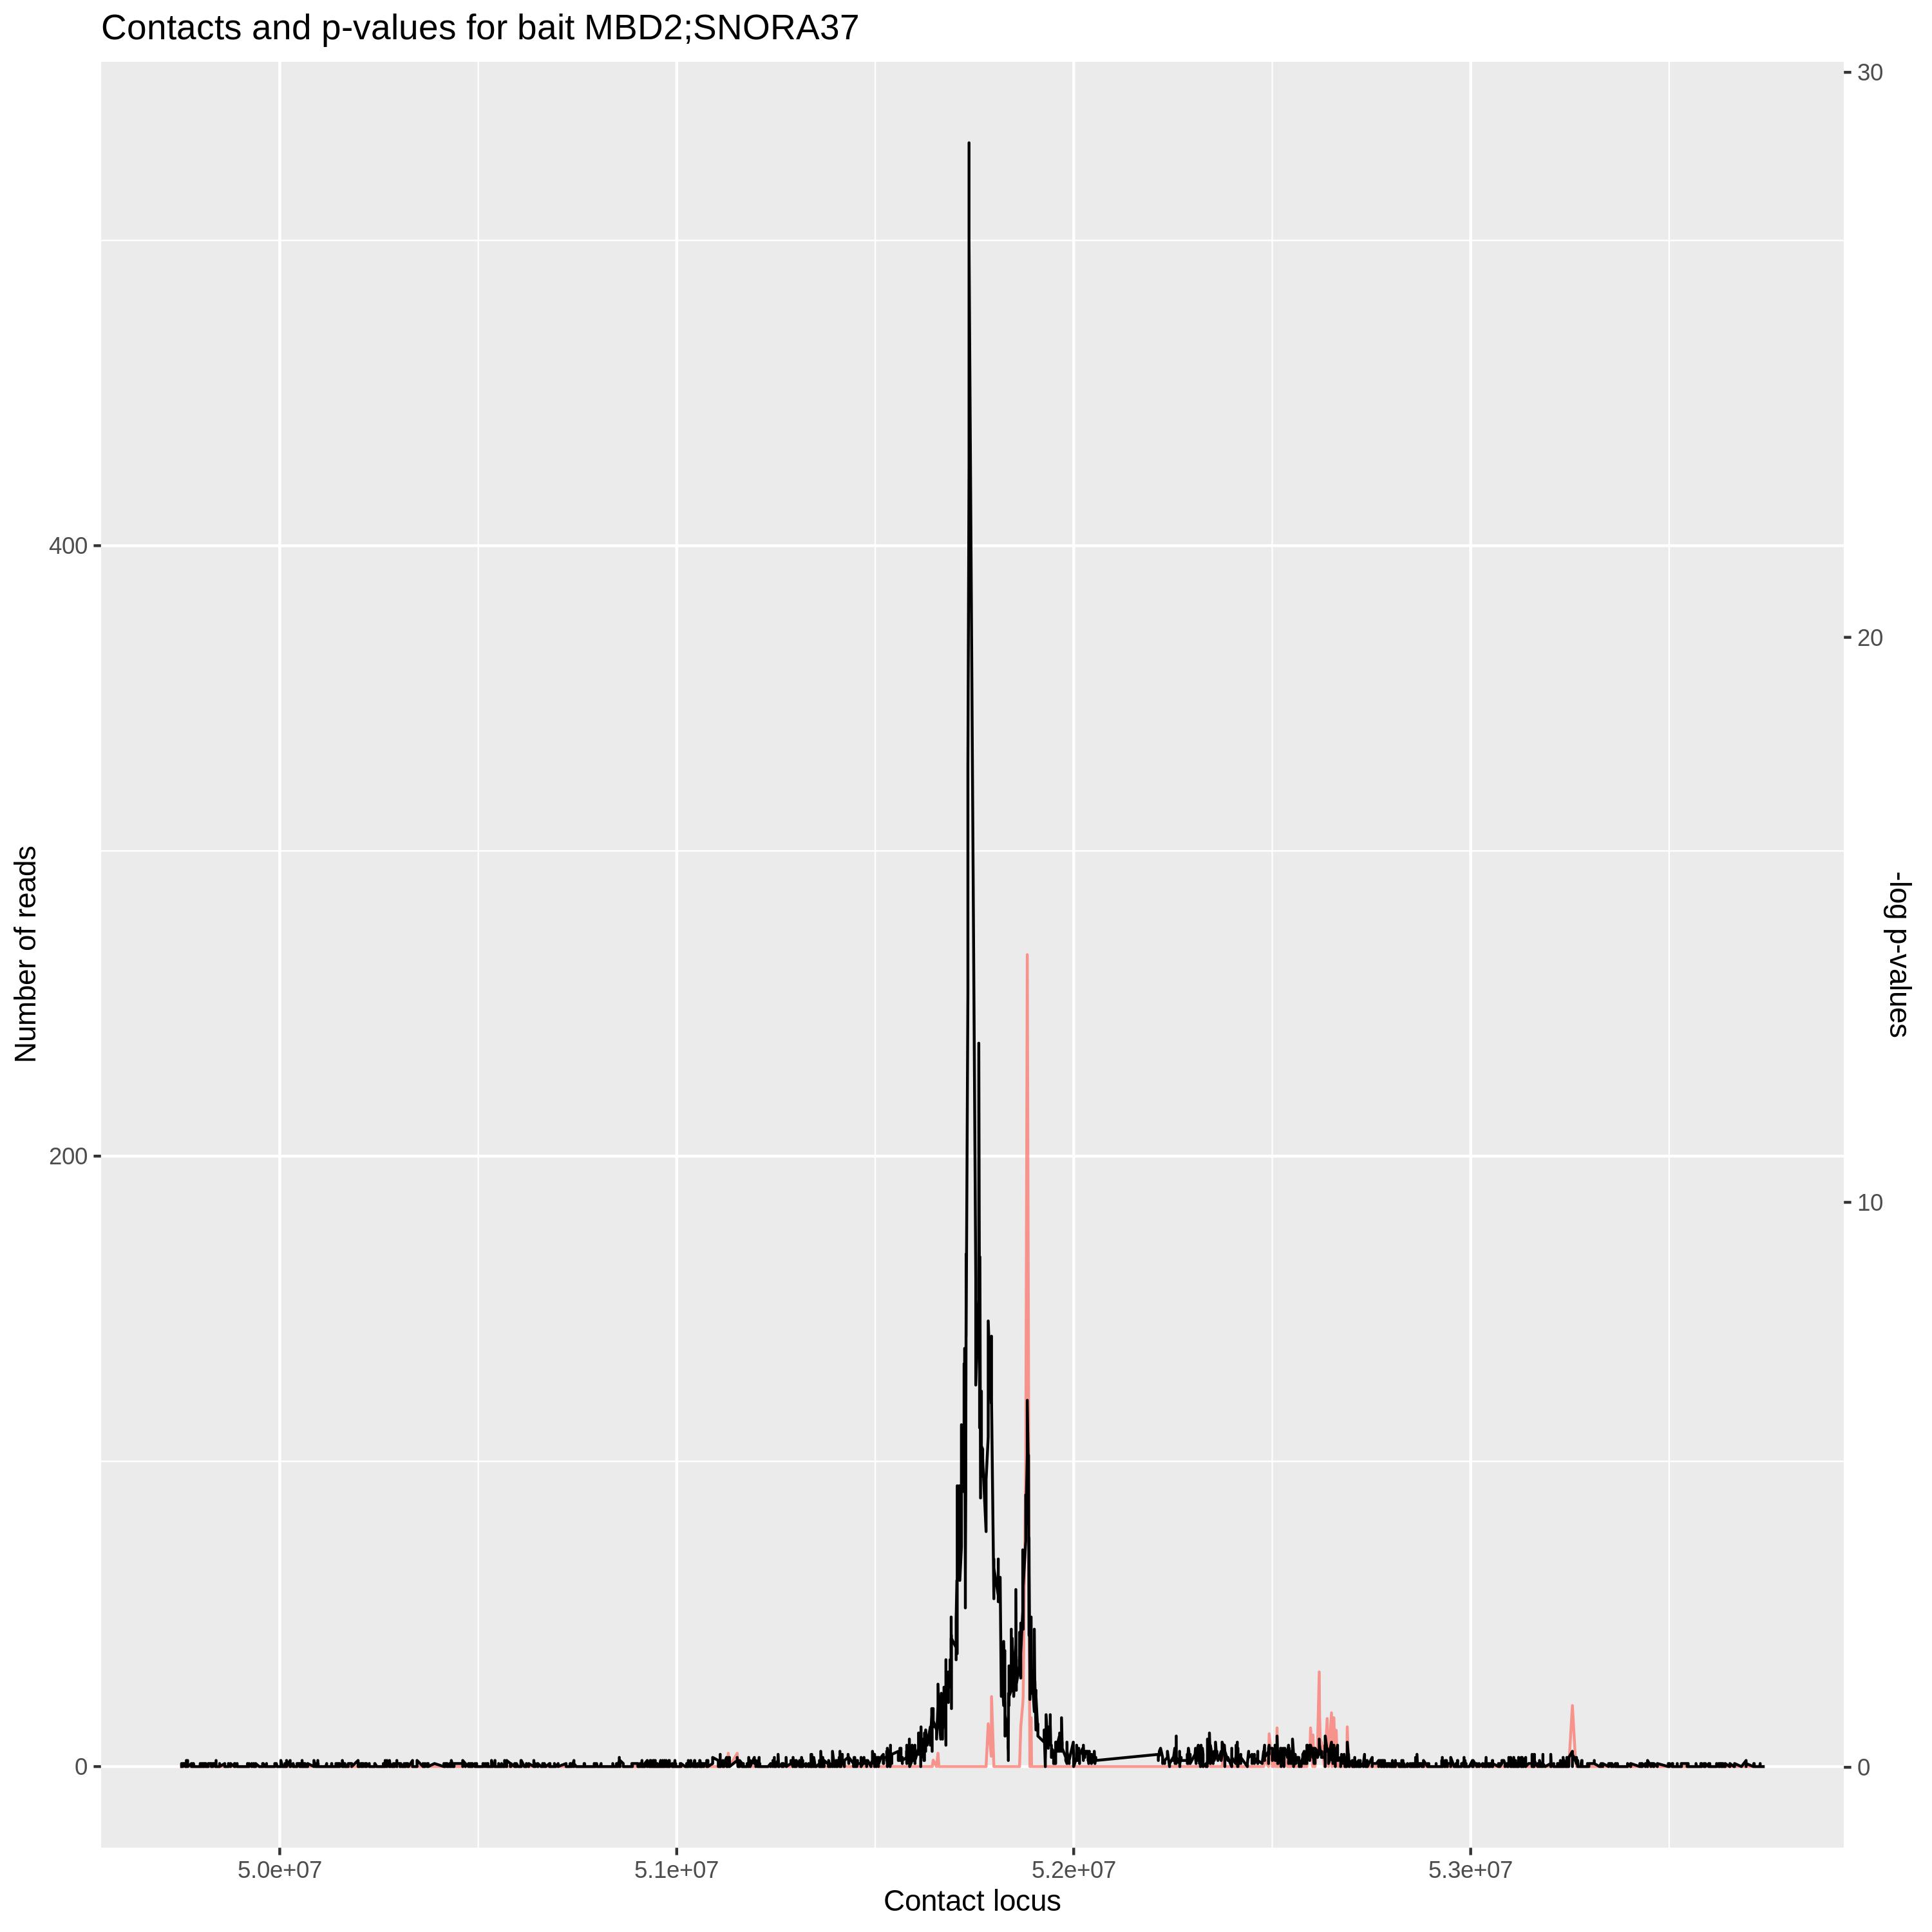 Contacts and p-values for bait MBD2;SNORA37
30
400
20
Number of reads
-log p-values
200
10
0
0
5.0e+07
5.1e+07
5.2e+07
5.3e+07
Contact locus